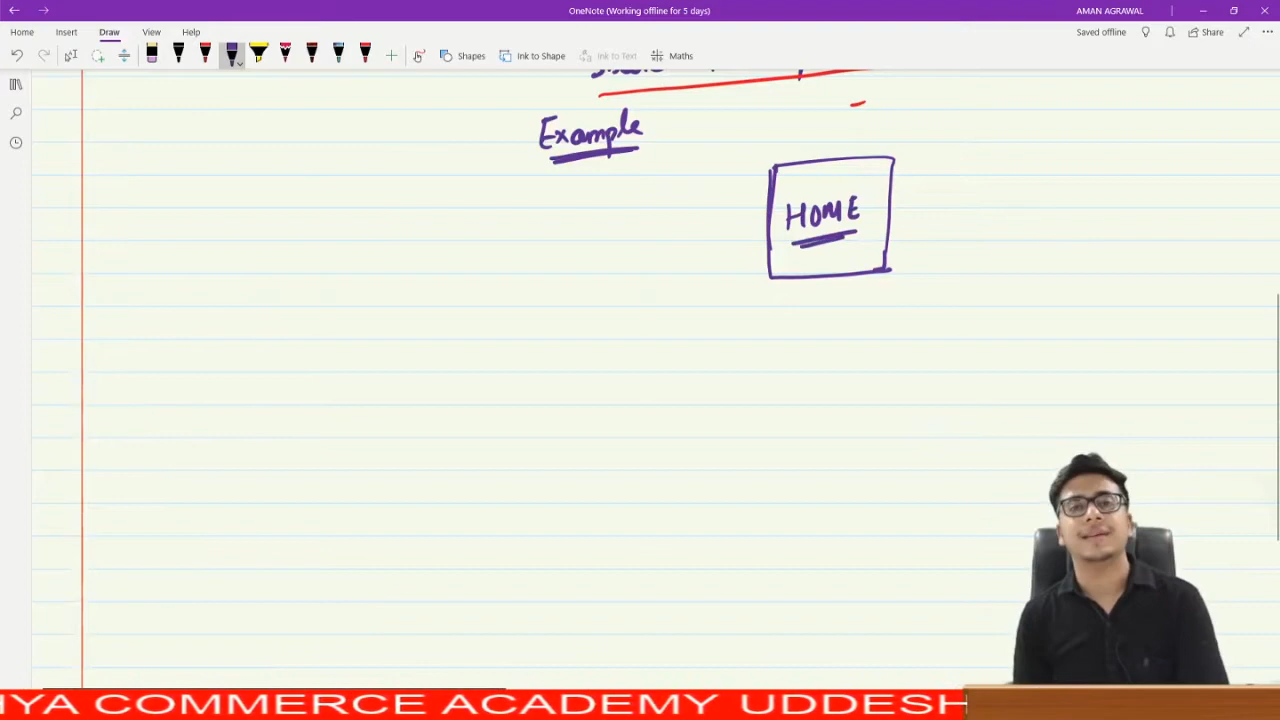 OneNote (Working offline for 5 days)
AMAN AGRAWAL
Home Insert Draw View Help
Saved offline
Share
Shapes
Ink to Shape
Ink to Text
Maths
Example
HOME
HYA COMMERCE ACADEMY UDDESH